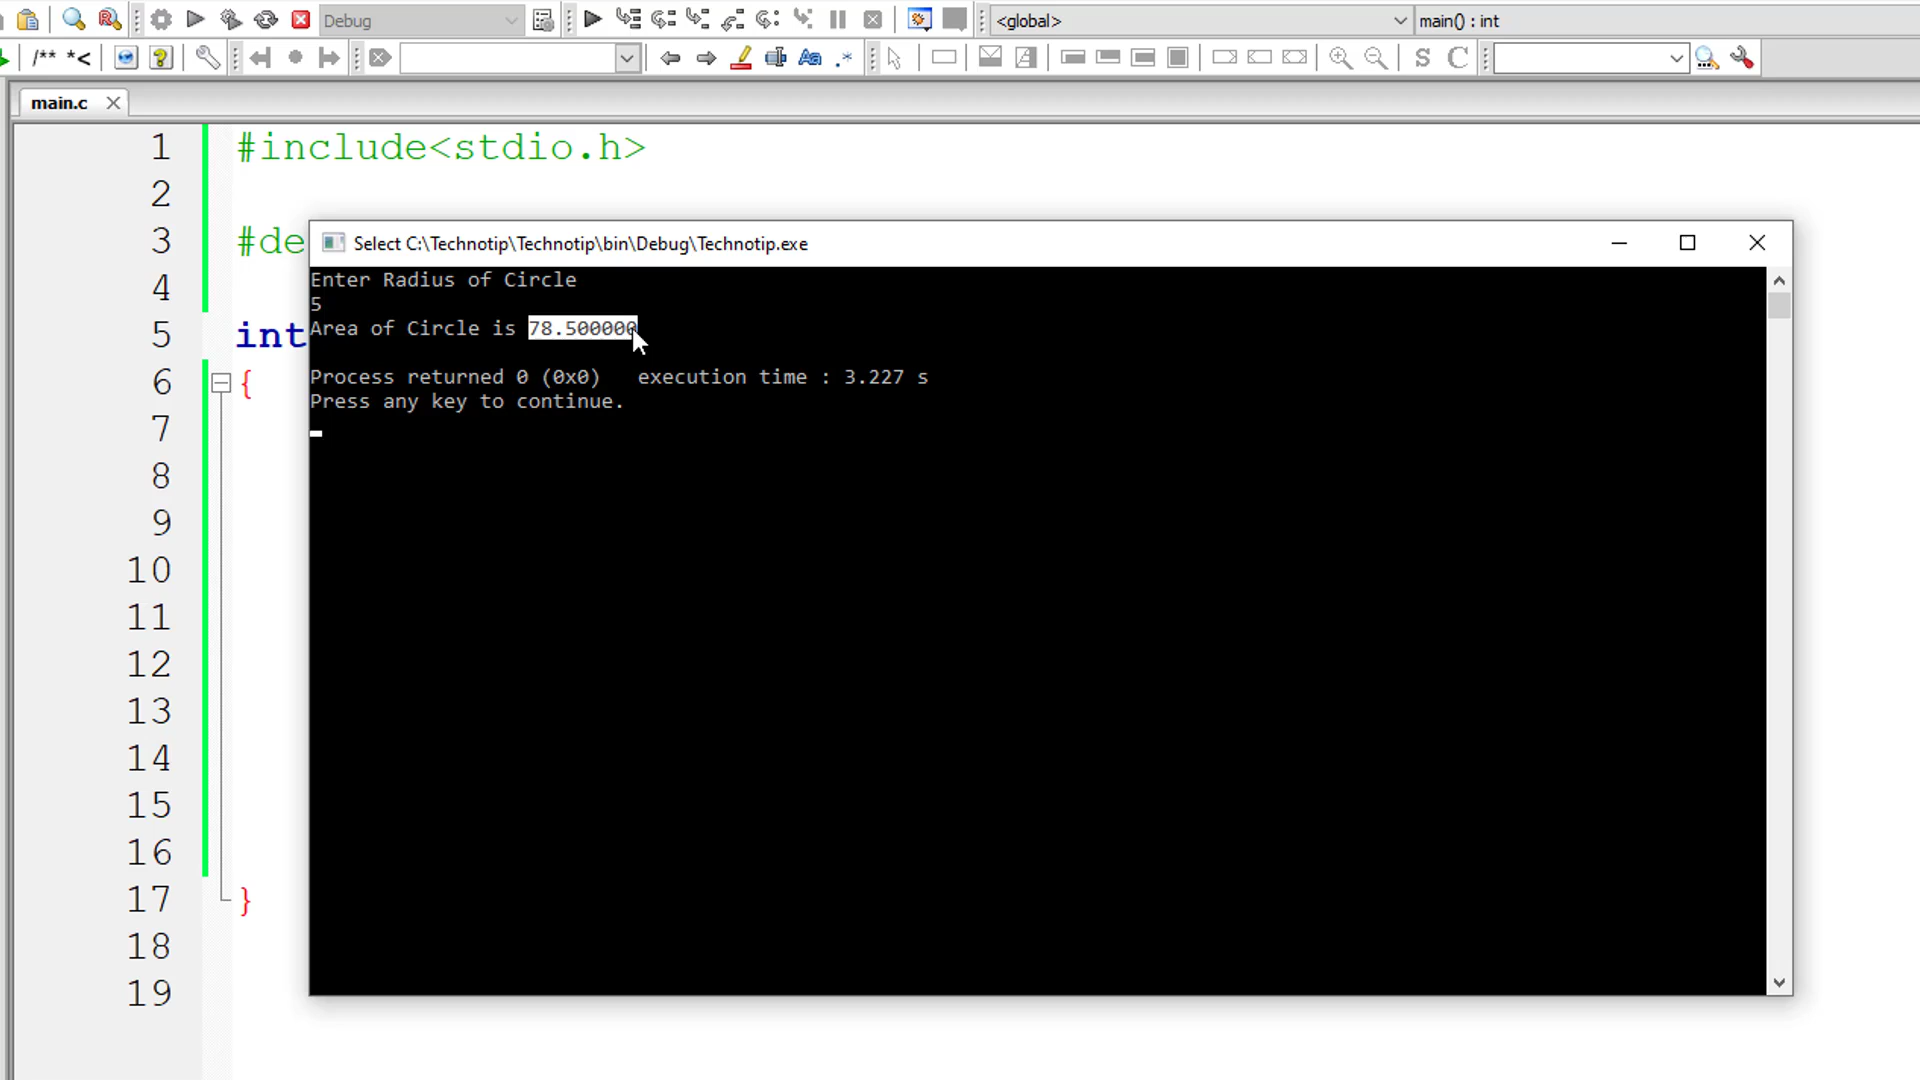 Debug
<global>
main() : int
/** *<
Aa .*
S C
main.c
1 #include<stdio.h>
2
3 #de
4
5 int
6 {
7
8
9
10
11
12
13
14
15
16
17 }
18
19
Select C:\Technotip\Technotip\bin\Debug\Technotip.exe
Enter Radius of Circle
5
Area of Circle is 78.500000
Process returned 0 (0x0)   execution time : 3.227 s
Press any key to continue.